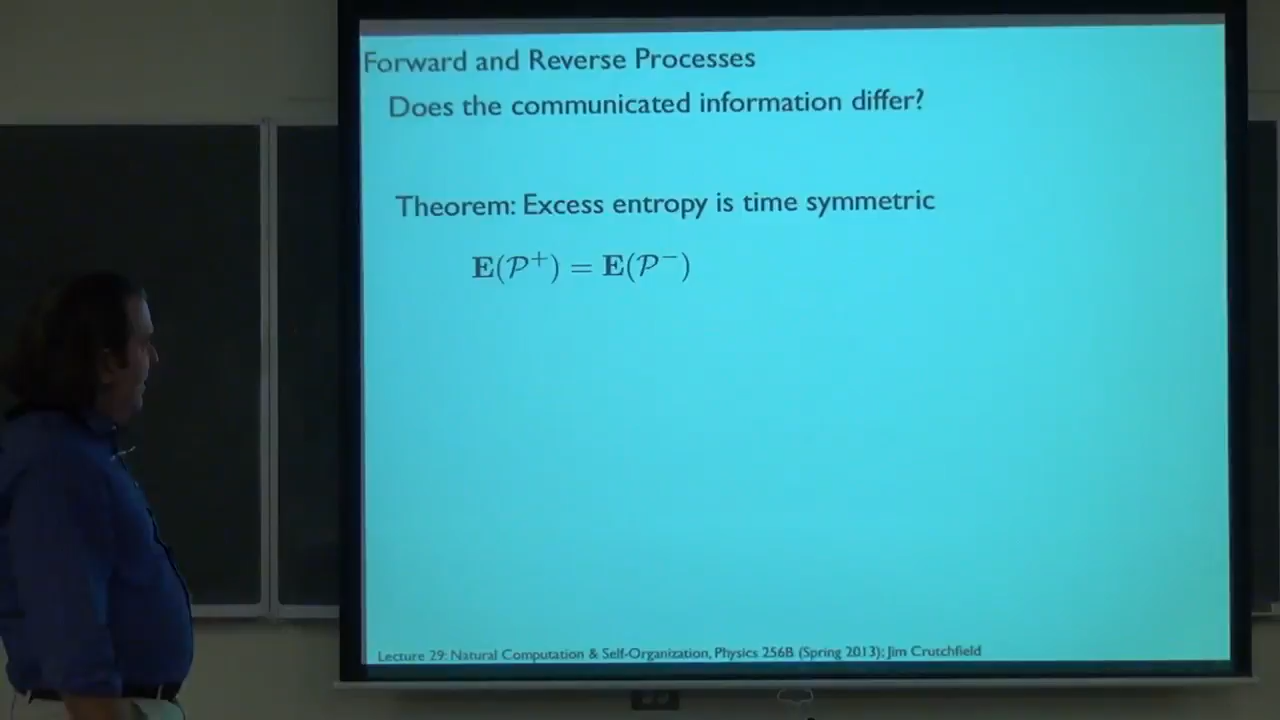 Forward and Reverse Processes
Does the communicated information differ?
Theorem: Excess entropy is time symmetric
E(𝒫⁺) = E(𝒫⁻)
Lecture 29: Natural Computation & Self-Organization, Physics 256B (Spring 2013); Jim Crutchfield